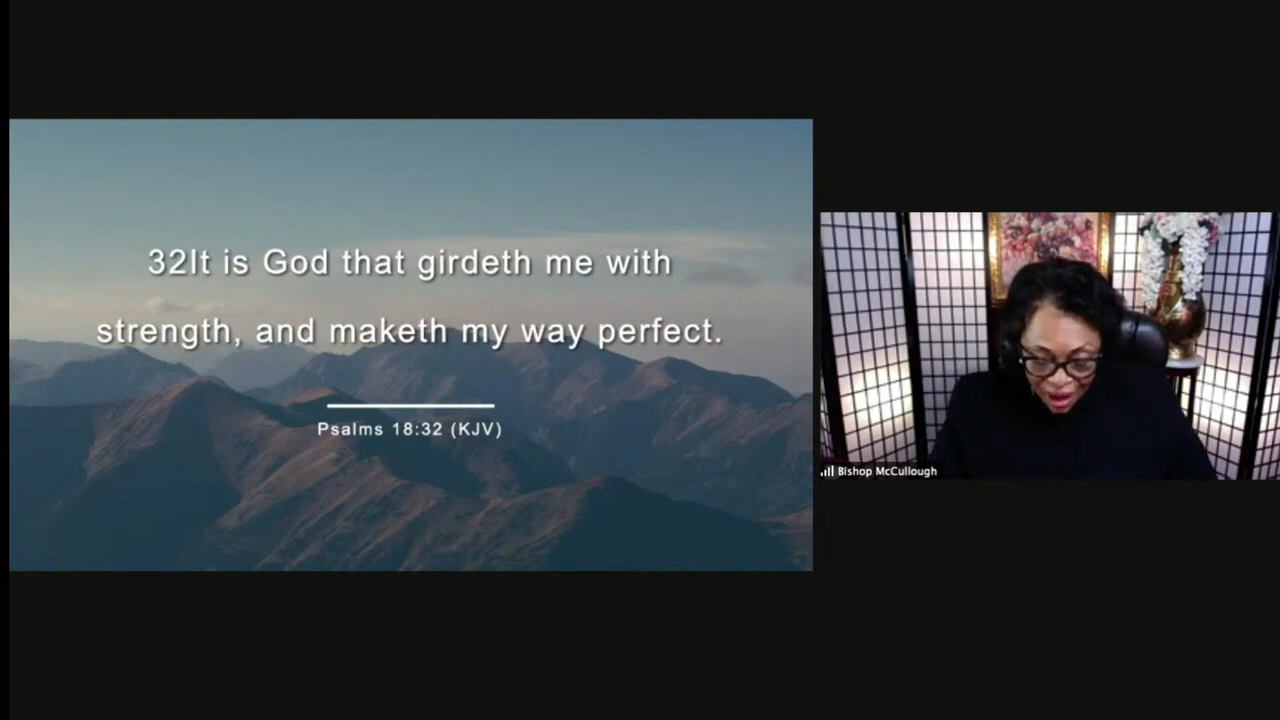 32It is God that girdeth me with
strength, and maketh my way perfect.
Psalms 18:32 (KJV)
Bishop McCullough